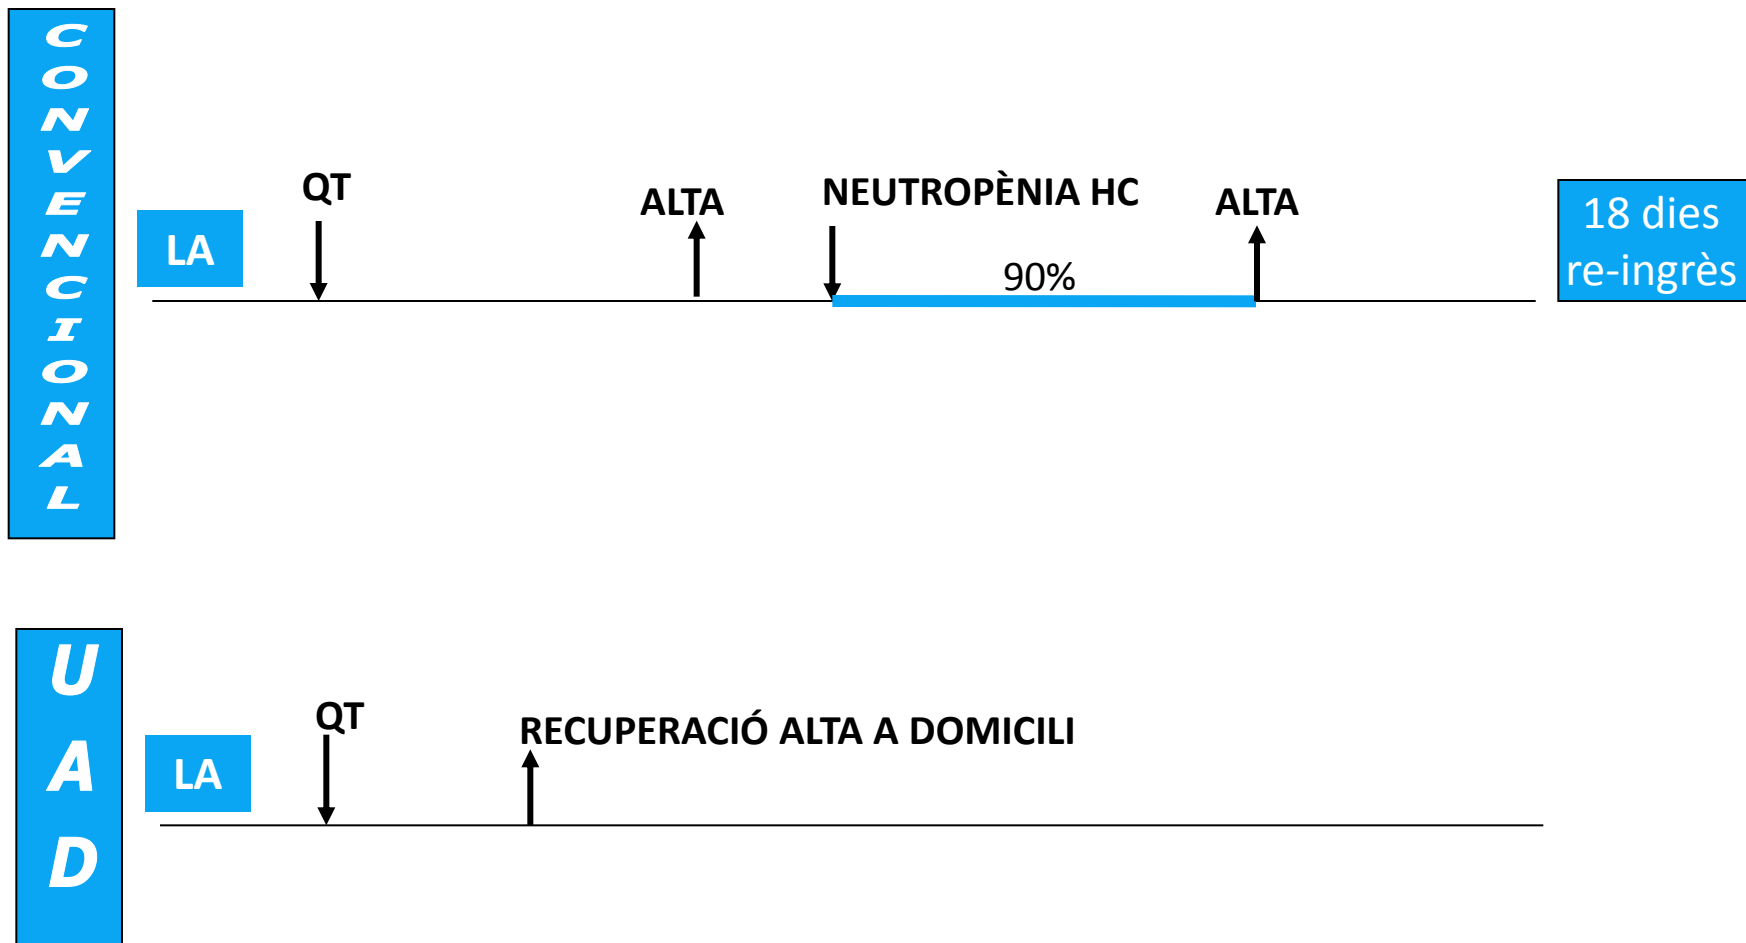 CONVENCIONAL
QT
ALTA
NEUTROPÈNIA HC
ALTA
18 dies
re-ingrès
LA
90%
UAD
QT
RECUPERACIÓ ALTA A DOMICILI
LA